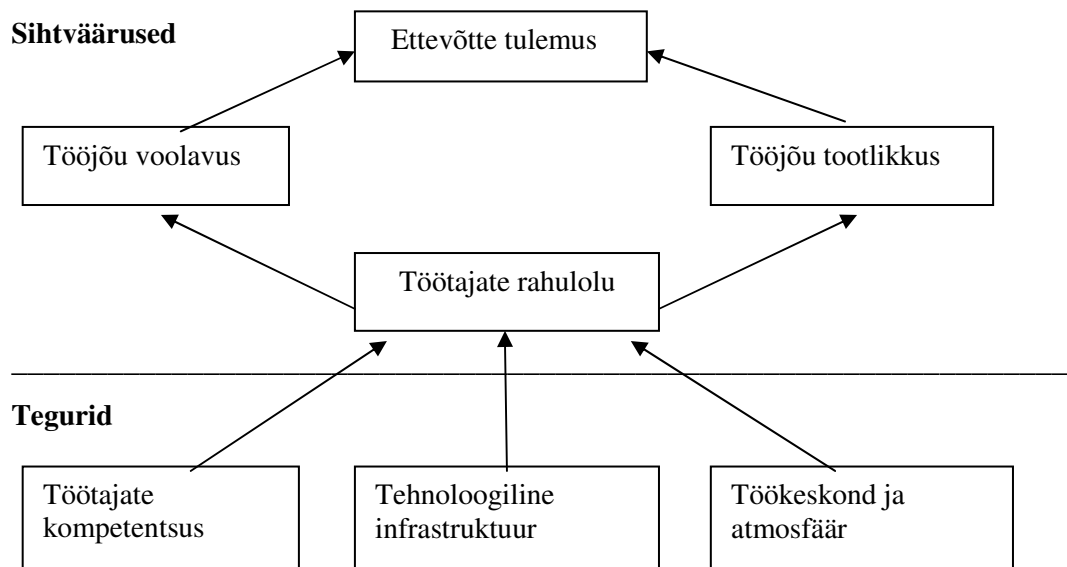 Sihtväärused
Ettevõtte tulemus
Tööjõu voolavus
Tööjõu tootlikkus
Töötajate rahulolu
Tegurid
Töötajate
kompetentsus
Tehnoloogiline
infrastruktuur
Töökeskond ja
atmosfäär